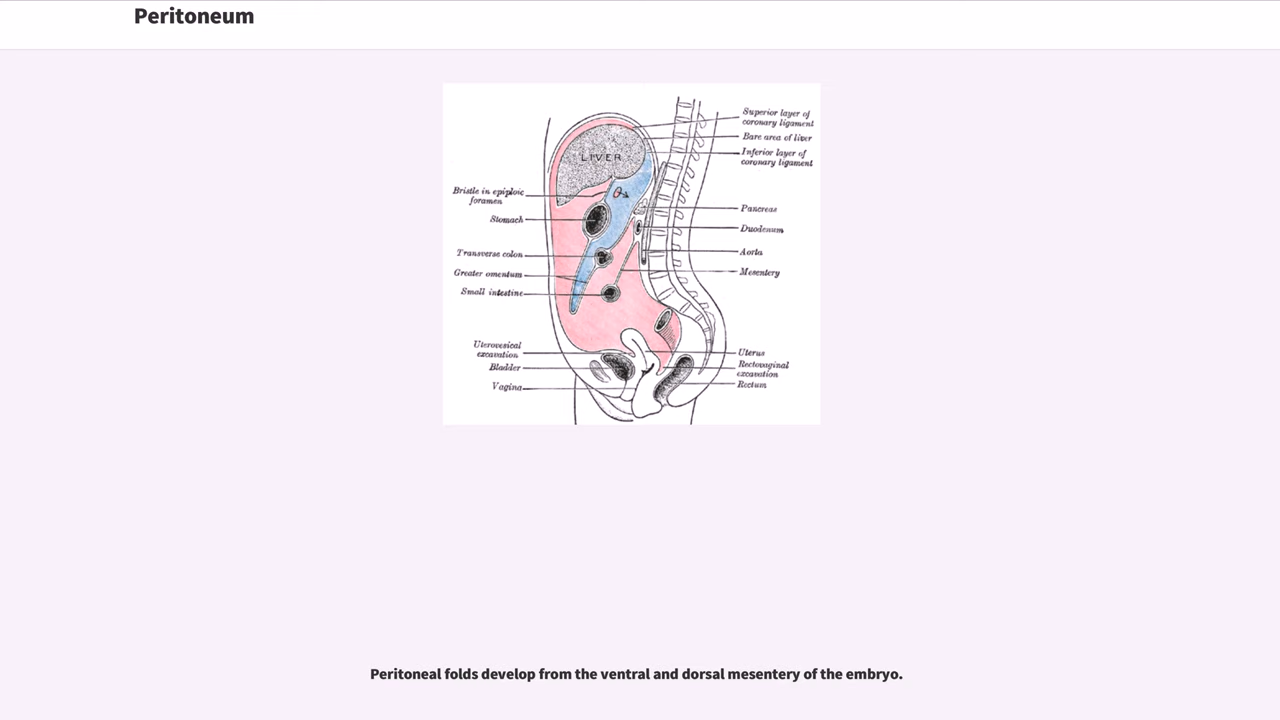 Peritoneum
Superior layer of
coronary ligament
Bare area of liver
Inferior layer of
coronary ligament
LIVER
Bristle in epiploic
foramen
Stomach
Pancreas
Duodenum
Transverse colon
Aorta
Greater omentum
Mesentery
Small intestine
Uterovesical
excavation
Bladder
Vagina
Uterus
Rectovaginal
excavation
Rectum
Peritoneal folds develop from the ventral and dorsal mesentery of the embryo.